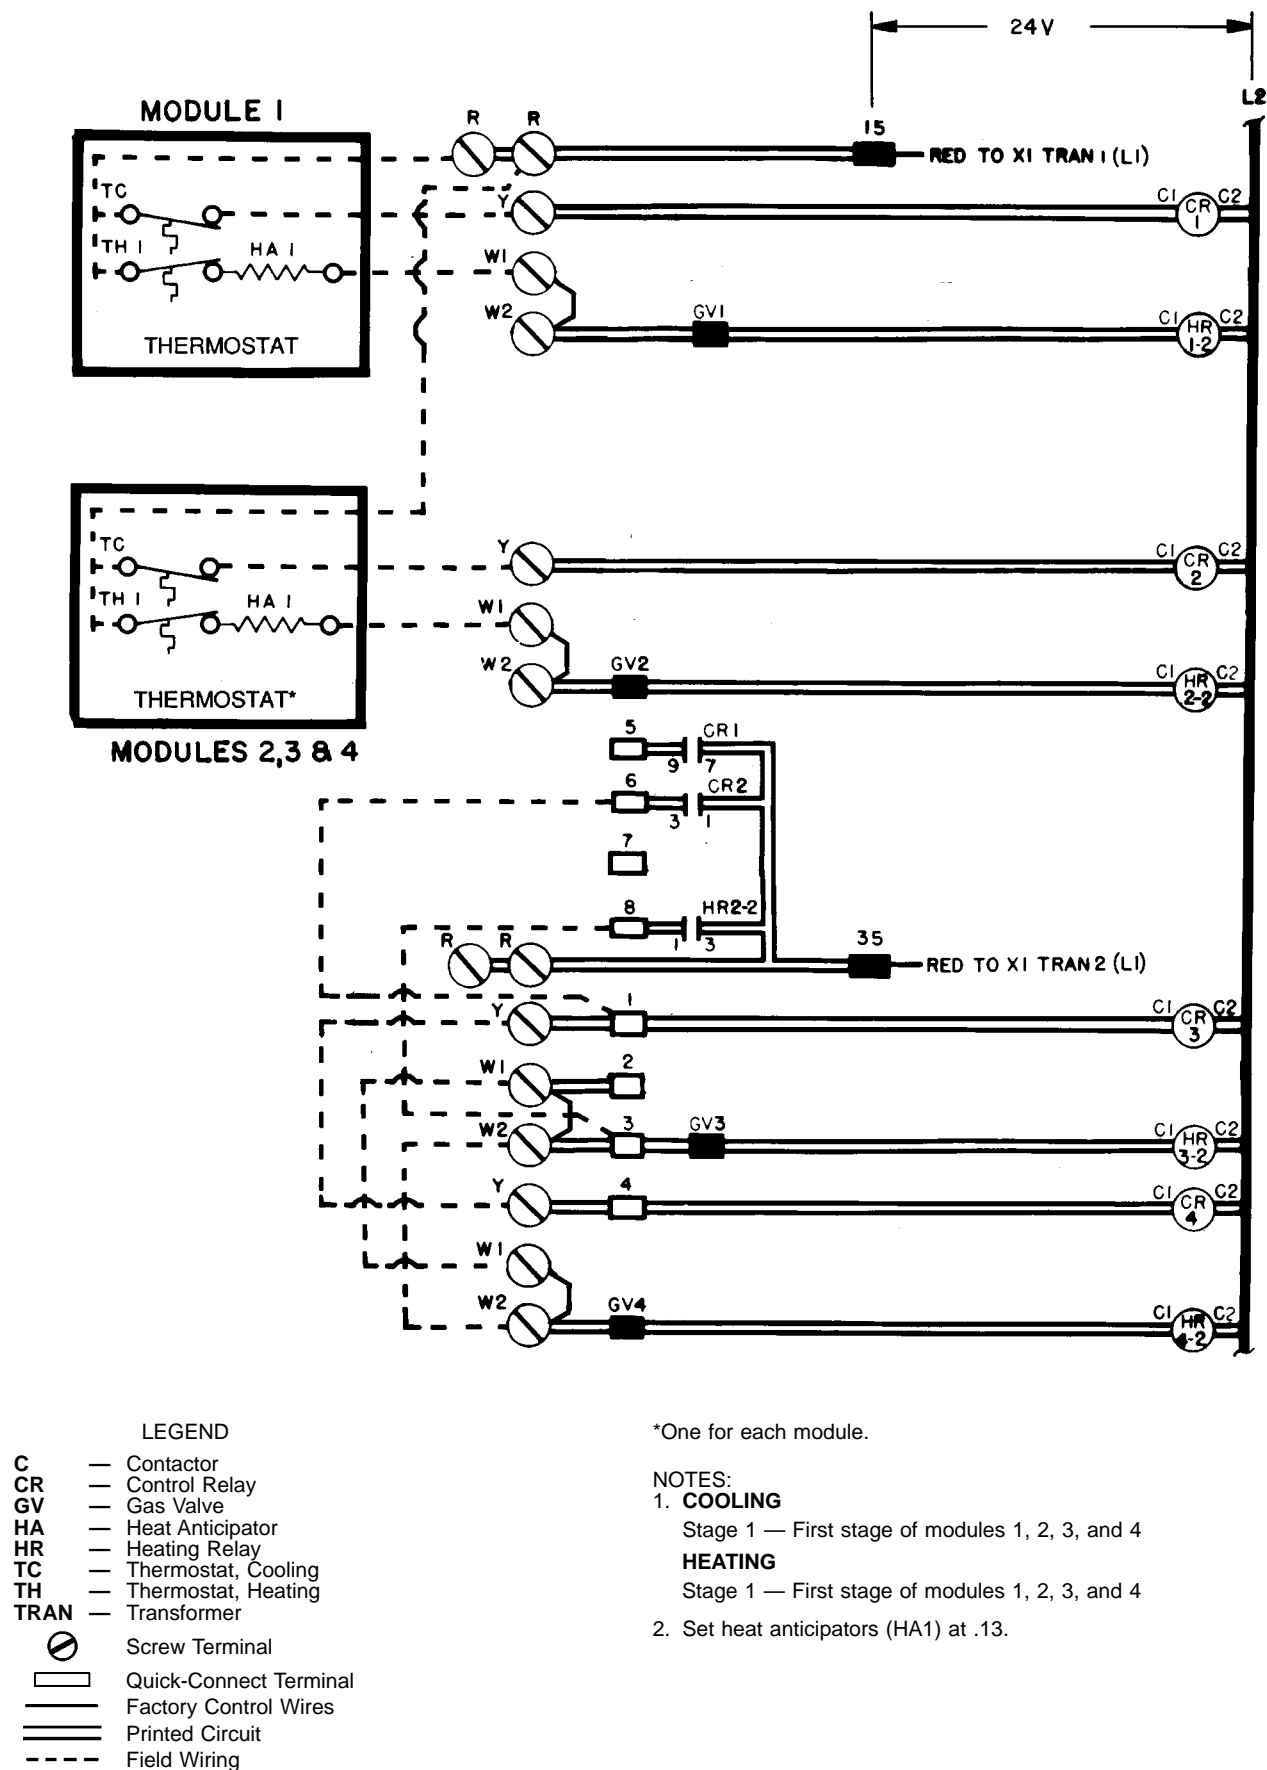 24V
L2
MODULE 1
R R 15
RED TO X1 TRAN 1 (L1)
TC Y C1 CR 1 C2
TH 1 HA 1 W1
W2 GV1 C1 HR 1-2 C2
THERMOSTAT
TC Y C1 CR 2 C2
TH 1 HA 1 W1
W2 GV2 C1 HR 2-2 C2
THERMOSTAT*
MODULES 2,3 & 4
5 CR1
9 7
6 CR2
3 1
7
8 HR2-2
1 3
R R 35
RED TO X1 TRAN 2 (L1)
Y 1 C1 CR 3 C2
W1 2
W2 3 GV3 C1 HR 3-2 C2
Y 4 C1 CR 4 C2
W1
W2 GV4 C1 HR 4-2 C2
LEGEND
C — Contactor
CR — Control Relay
GV — Gas Valve
HA — Heat Anticipator
HR — Heating Relay
TC — Thermostat, Cooling
TH — Thermostat, Heating
TRAN — Transformer
Screw Terminal
Quick-Connect Terminal
Factory Control Wires
Printed Circuit
Field Wiring
*One for each module.
NOTES:
1. COOLING
Stage 1 — First stage of modules 1, 2, 3, and 4
HEATING
Stage 1 — First stage of modules 1, 2, 3, and 4
2. Set heat anticipators (HA1) at .13.